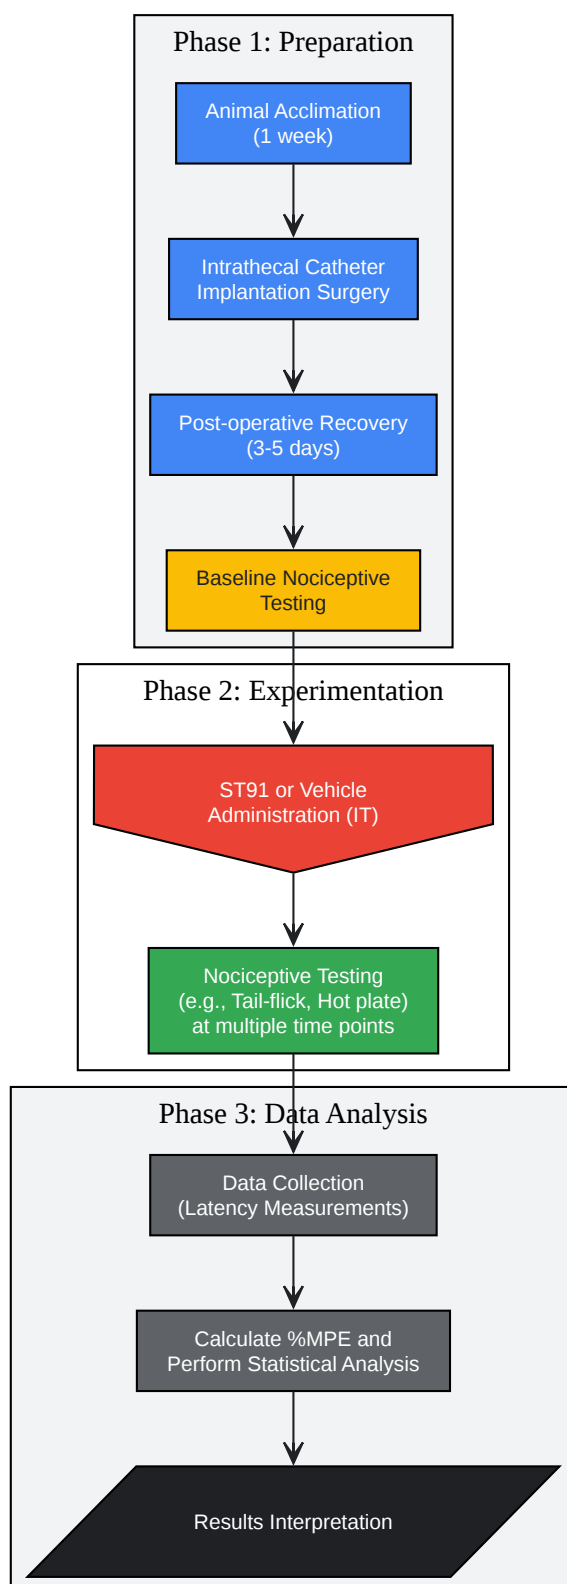 Phase 1: Preparation
Animal Acclimation
(1 week)
Intrathecal Catheter
Implantation Surgery
Post-operative Recovery
(3-5 days)
Baseline Nociceptive
Testing
Phase 2: Experimentation
ST91 or Vehicle
Administration (IT)
Nociceptive Testing
(e.g., Tail-flick, Hot plate)
at multiple time points
Phase 3: Data Analysis
Data Collection
(Latency Measurements)
Calculate %MPE and
Perform Statistical Analysis
Results Interpretation